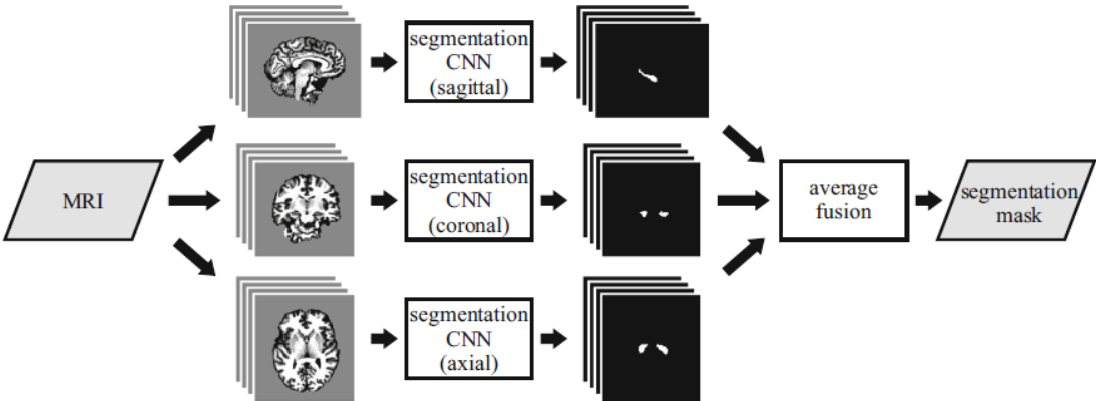 segmentation
CNN
(sagittal)
MRI
segmentation
CNN
(coronal)
average
fusion
segmentation
mask
segmentation
CNN
(axial)